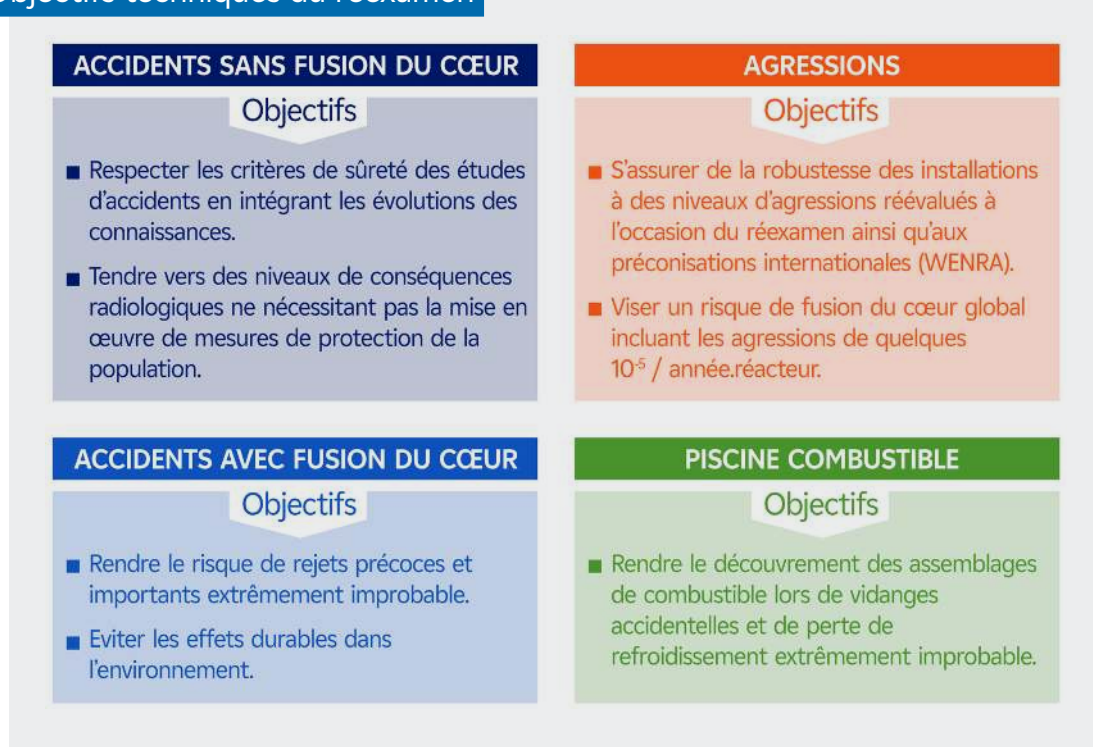 Objectifs techniques du réexamen
ACCIDENTS SANS FUSION DU CŒUR
Objectifs
■ Respecter les critères de sûreté des études
d'accidents en intégrant les évolutions des
connaissances.
■ Tendre vers des niveaux de conséquences
radiologiques ne nécessitant pas la mise en
œuvre de mesures de protection de la
population.
AGRESSIONS
Objectifs
■ S'assurer de la robustesse des installations
à des niveaux d'agressions réévalués à
l'occasion du réexamen ainsi qu'aux
préconisations internationales (WENRA).
■ Viser un risque de fusion du cœur global
incluant les agressions de quelques
10⁻⁵ / année.réacteur.
ACCIDENTS AVEC FUSION DU CŒUR
Objectifs
■ Rendre le risque de rejets précoces et
importants extrêmement improbable.
■ Eviter les effets durables dans
l'environnement.
PISCINE COMBUSTIBLE
Objectifs
■ Rendre le découvrement des assemblages
de combustible lors de vidanges
accidentelles et de perte de
refroidissement extrêmement improbable.